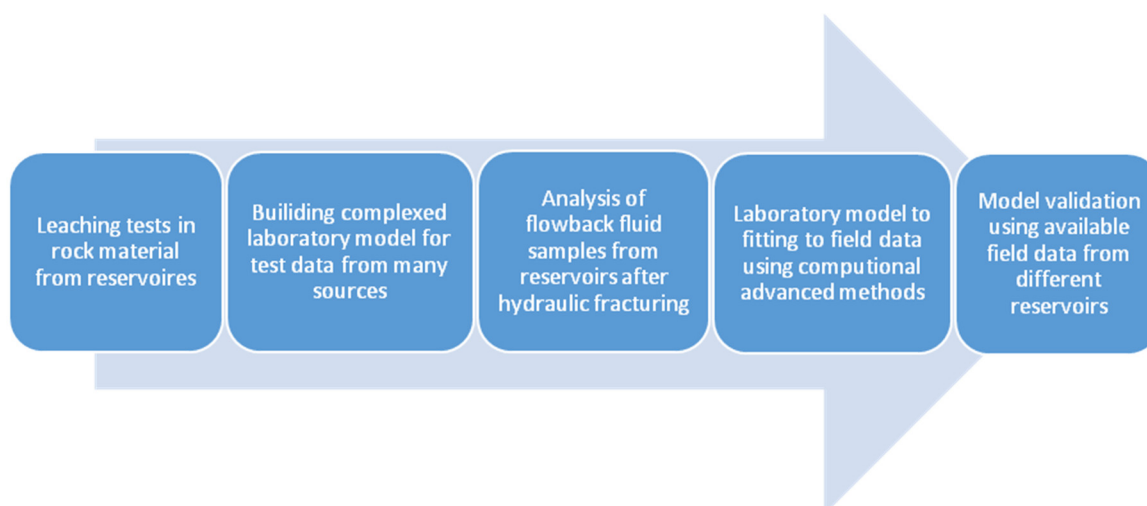 Leaching tests in
rock material
from reservoires
Builiding complexed
laboratory model for
test data from many
sources
Analysis of
flowback fluid
samples from
reservoirs after
hydraulic fracturing
Laboratory model to
fitting to field data
using computional
advanced methods
Model validation
using available
field data from
different
reservoirs